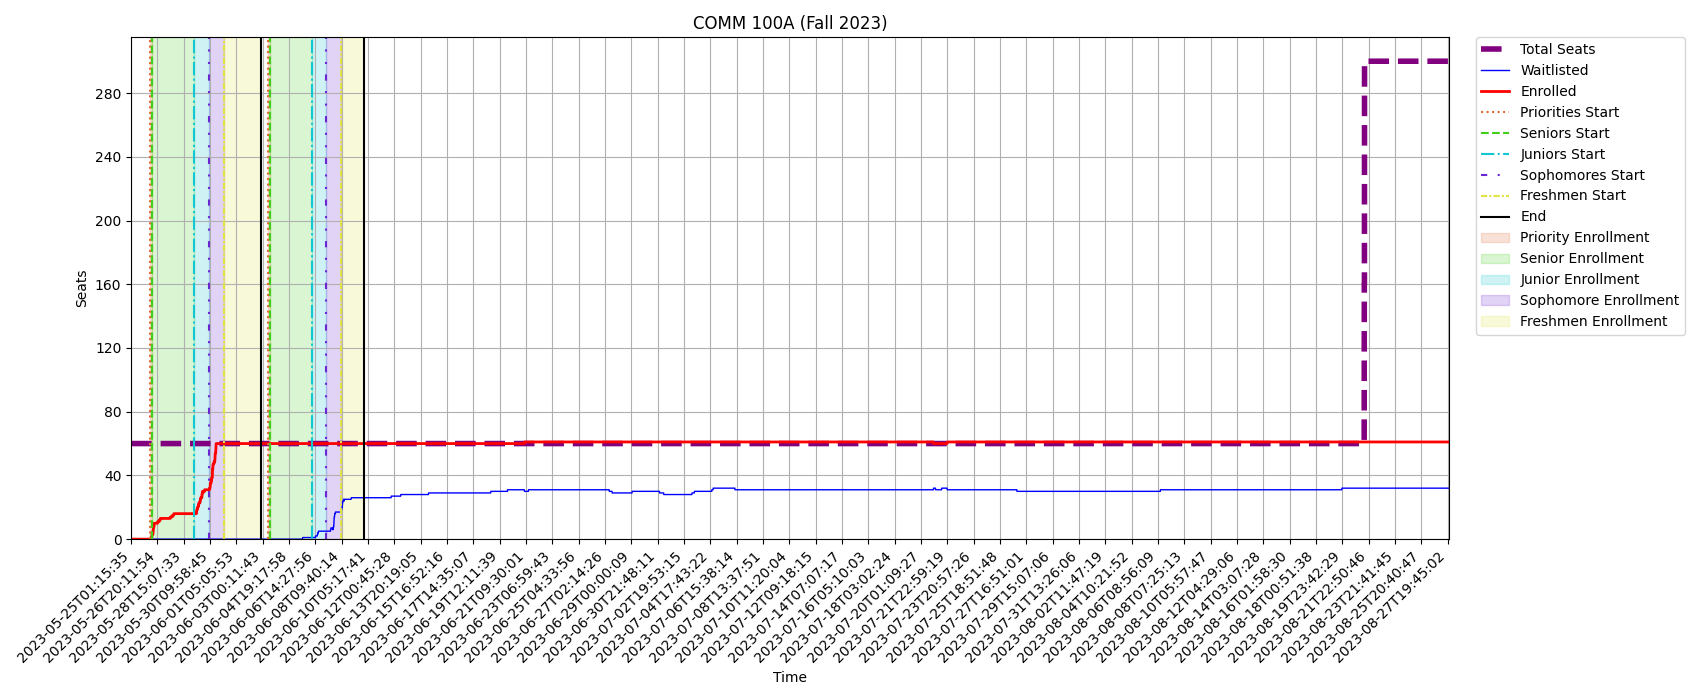 COMM 100A (Fall 2023)
Seats
280
240
200
160
120
80
40
0
2023-05-25T01:15:35
2023-05-26T20:11:54
2023-05-28T15:07:33
2023-05-30T09:58:45
2023-06-01T05:05:53
2023-06-03T00:11:43
2023-06-04T19:17:58
2023-06-06T14:27:56
2023-06-08T09:40:14
2023-06-10T05:17:41
2023-06-12T00:45:28
2023-06-13T20:19:05
2023-06-15T16:52:16
2023-06-17T14:35:07
2023-06-19T12:11:39
2023-06-21T09:30:01
2023-06-23T06:59:43
2023-06-25T04:33:56
2023-06-27T02:14:26
2023-06-29T00:00:09
2023-06-30T21:48:11
2023-07-02T19:53:15
2023-07-04T17:43:22
2023-07-06T15:38:14
2023-07-08T13:37:51
2023-07-10T11:20:04
2023-07-12T09:18:15
2023-07-14T07:07:17
2023-07-16T05:10:03
2023-07-18T03:02:24
2023-07-20T01:09:27
2023-07-21T22:59:19
2023-07-23T20:57:26
2023-07-25T18:51:48
2023-07-27T16:51:01
2023-07-29T15:07:06
2023-07-31T13:26:06
2023-08-02T11:47:19
2023-08-04T10:21:52
2023-08-06T08:56:09
2023-08-08T07:25:13
2023-08-10T05:57:47
2023-08-12T04:29:06
2023-08-14T03:07:28
2023-08-16T01:58:30
2023-08-18T00:51:38
2023-08-19T23:42:29
2023-08-21T22:50:46
2023-08-23T21:41:45
2023-08-25T20:40:47
2023-08-27T19:45:02
Time
Total Seats
Waitlisted
Enrolled
Priorities Start
Seniors Start
Juniors Start
Sophomores Start
Freshmen Start
End
Priority Enrollment
Senior Enrollment
Junior Enrollment
Sophomore Enrollment
Freshmen Enrollment